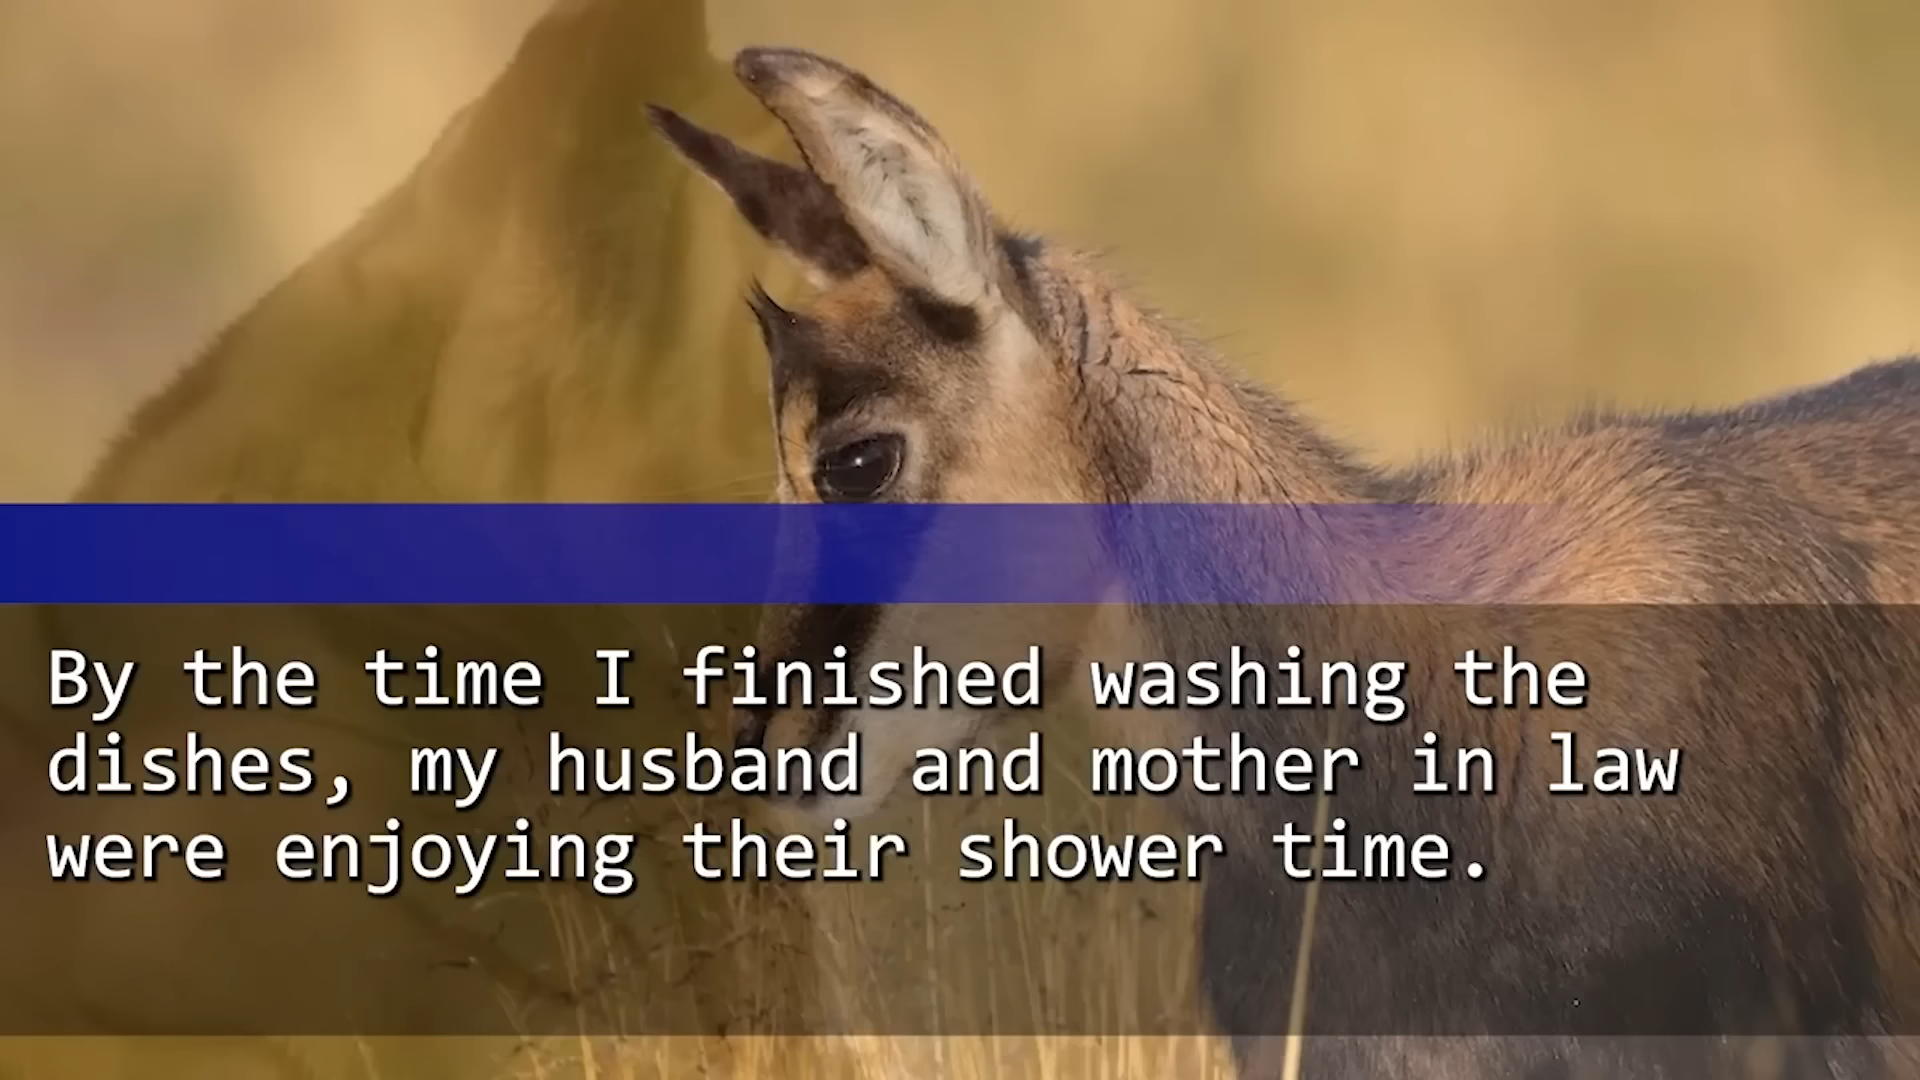 By the time I finished washing the
dishes, my husband and mother in law
were enjoying their shower time.